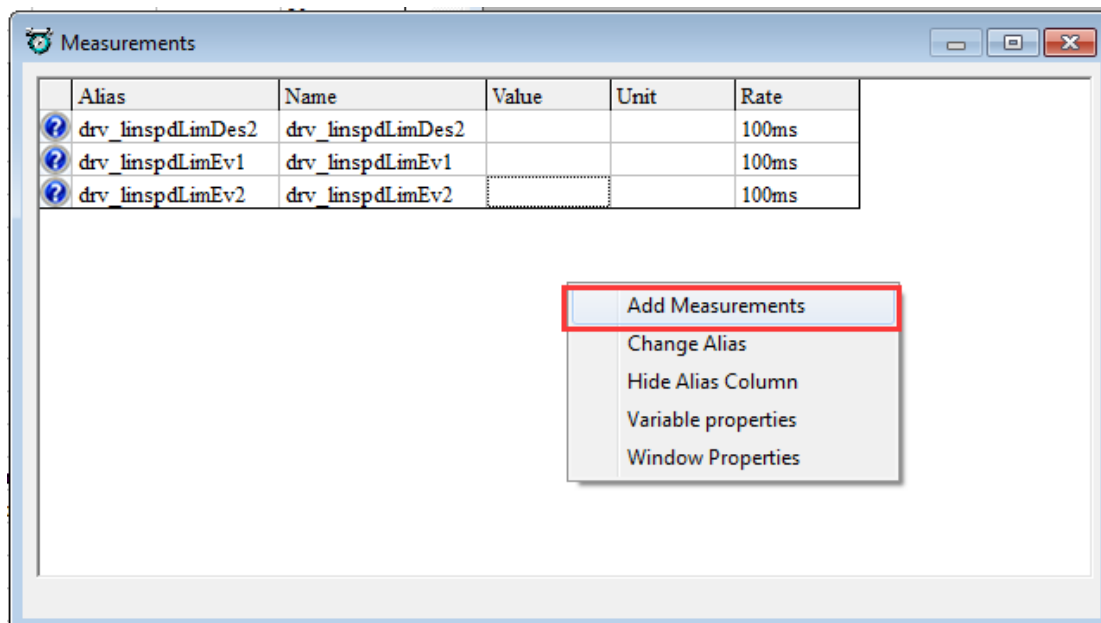 Measurements
Alias Name Value Unit Rate
drv_linspdLimDes2 drv_linspdLimDes2 100ms
drv_linspdLimEv1 drv_linspdLimEv1 100ms
drv_linspdLimEv2 drv_linspdLimEv2 100ms
Add Measurements
Change Alias
Hide Alias Column
Variable properties
Window Properties